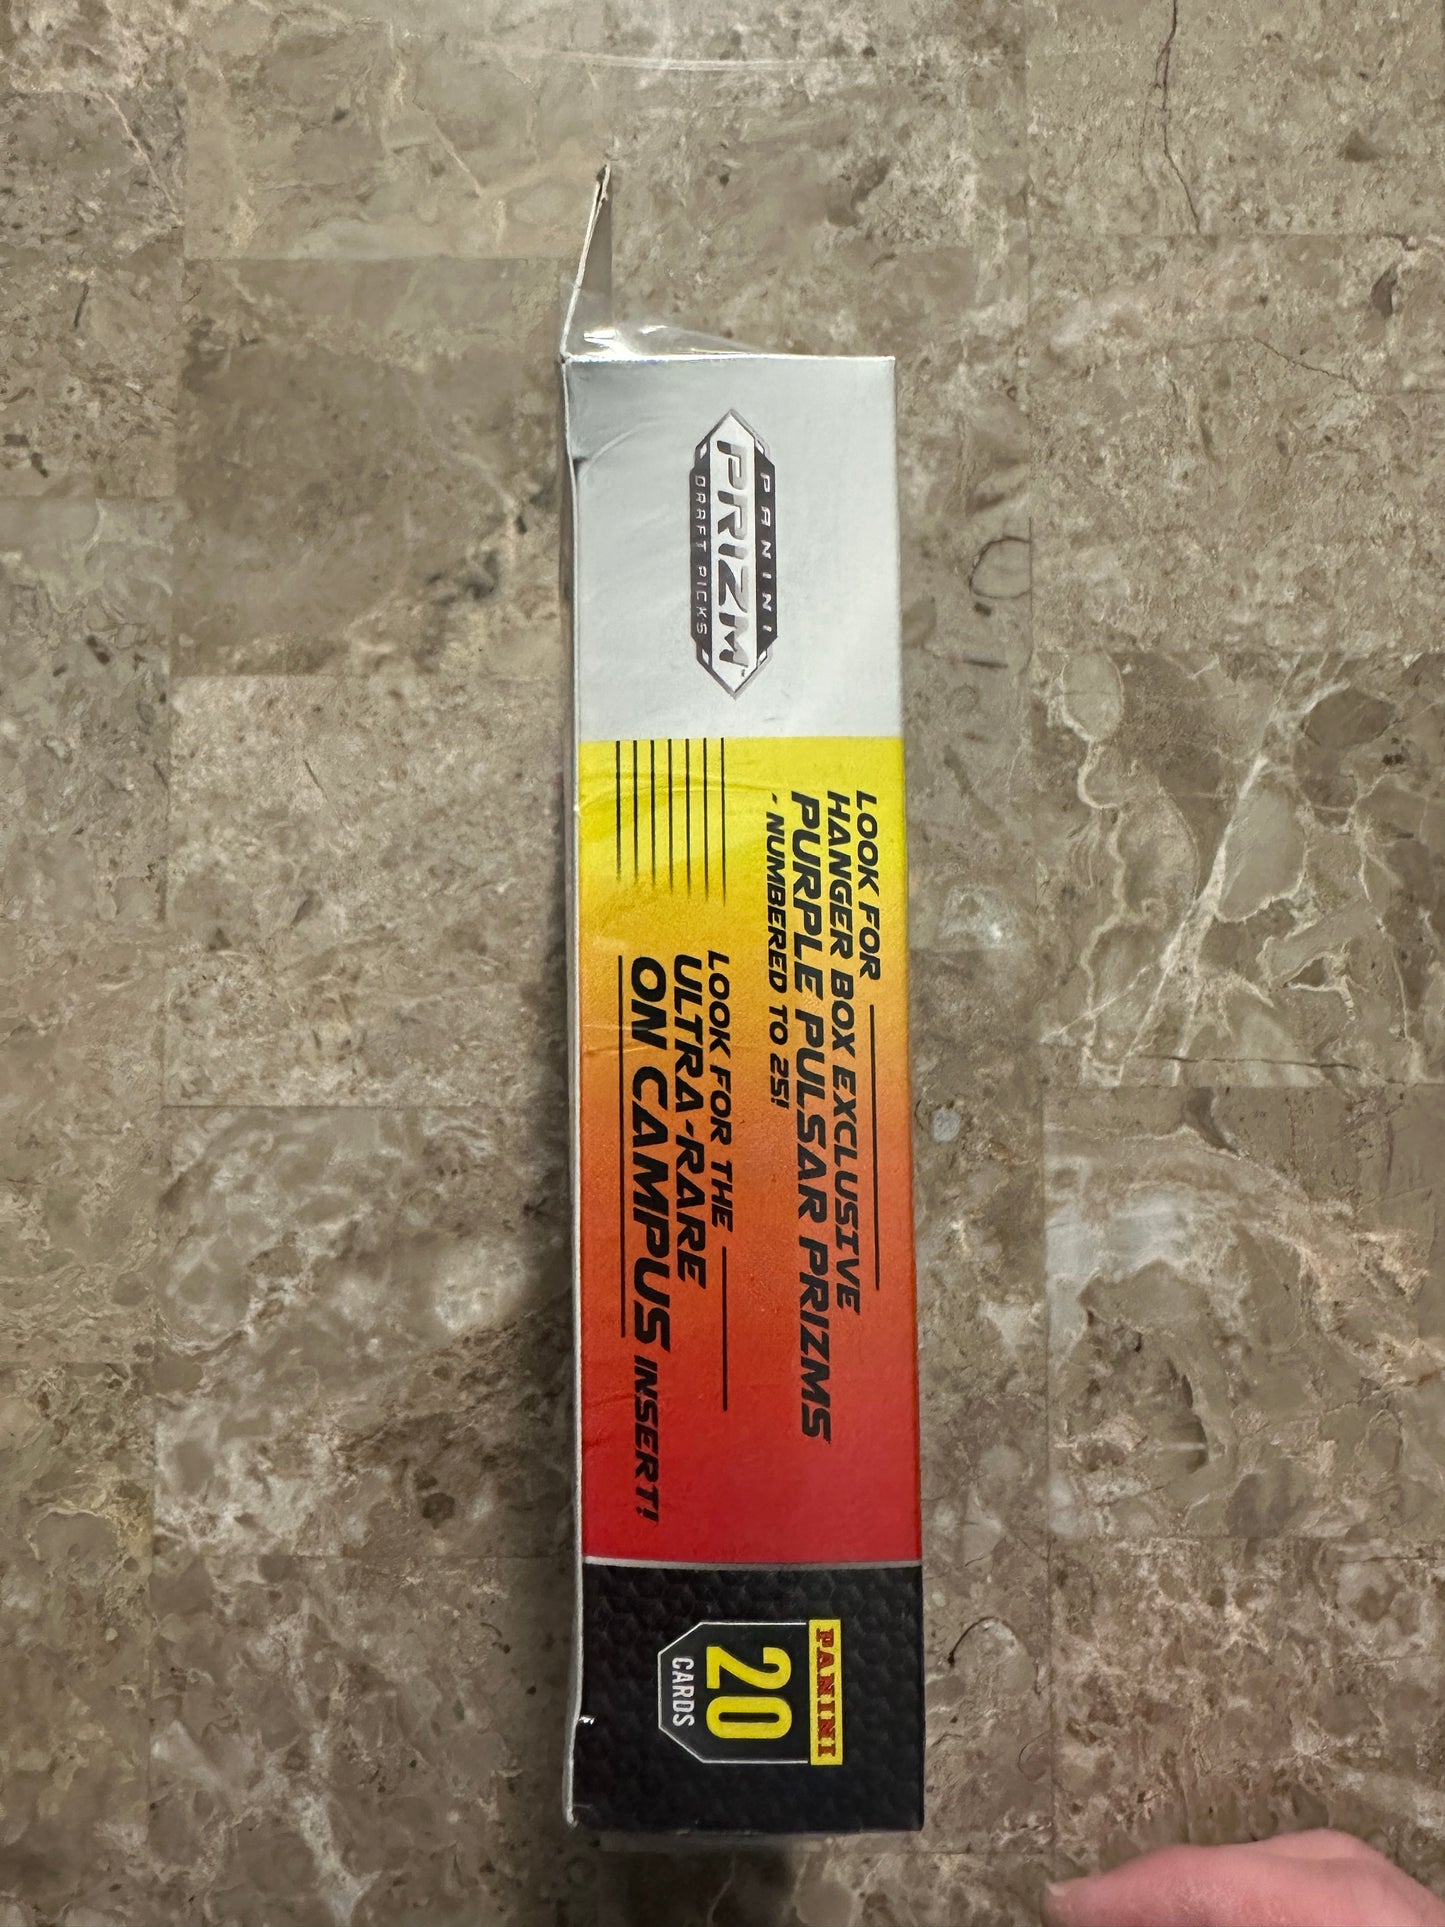 PANINI
PRIZM
DRAFT PICKS
LOOK FOR
HANGER BOX EXCLUSIVE
PURPLE PULSAR PRIZMS
- NUMBERED TO 25!
LOOK FOR THE
ULTRA-RARE
ON CAMPUS INSERT!
PANINI
20
CARDS